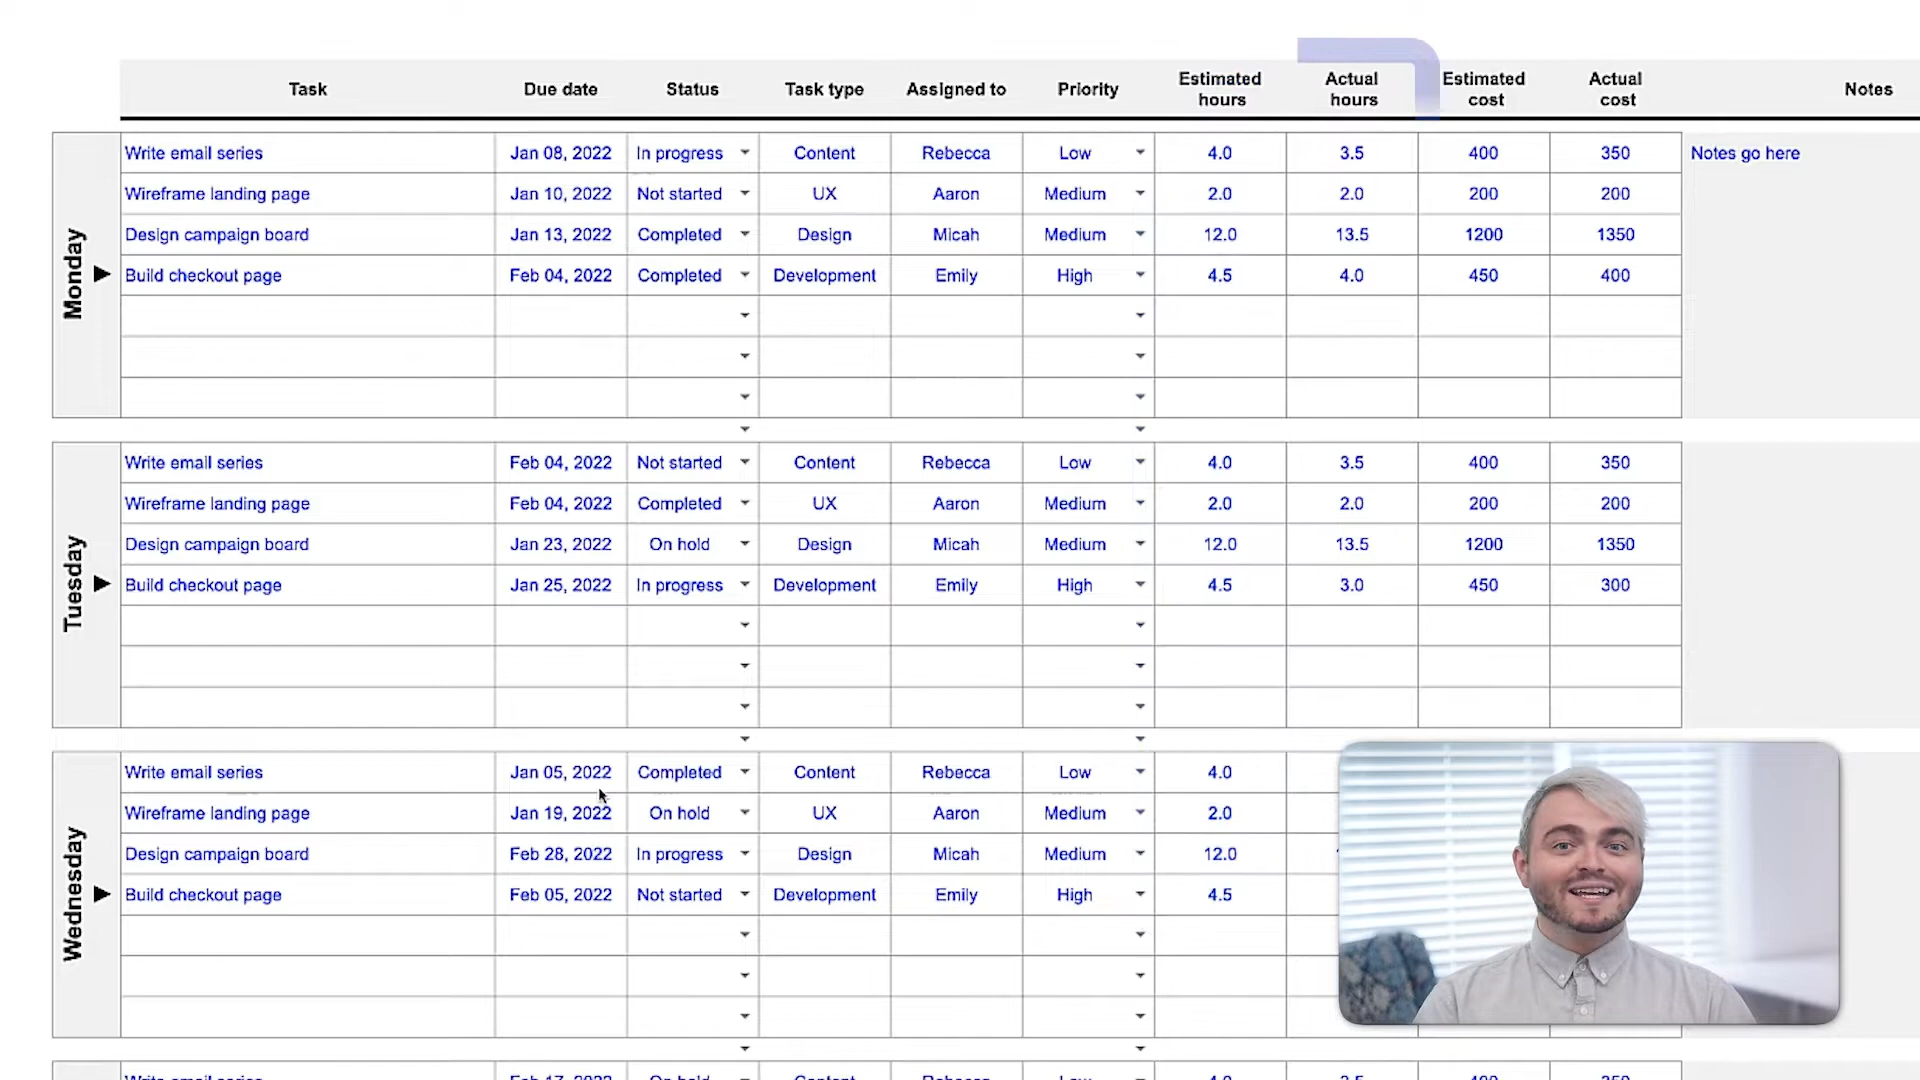 Task Due date Status Task type Assigned to Priority Estimated hours Actual hours Estimated cost Actual cost Notes
Monday
Write email series Jan 08, 2022 In progress Content Rebecca Low 4.0 3.5 400 350 Notes go here
Wireframe landing page Jan 10, 2022 Not started UX Aaron Medium 2.0 2.0 200 200
Design campaign board Jan 13, 2022 Completed Design Micah Medium 12.0 13.5 1200 1350
Build checkout page Feb 04, 2022 Completed Development Emily High 4.5 4.0 450 400
Tuesday
Write email series Feb 04, 2022 Not started Content Rebecca Low 4.0 3.5 400 350
Wireframe landing page Feb 04, 2022 Completed UX Aaron Medium 2.0 2.0 200 200
Design campaign board Jan 23, 2022 On hold Design Micah Medium 12.0 13.5 1200 1350
Build checkout page Jan 25, 2022 In progress Development Emily High 4.5 3.0 450 300
Wednesday
Write email series Jan 05, 2022 Completed Content Rebecca Low 4.0
Wireframe landing page Jan 19, 2022 On hold UX Aaron Medium 2.0
Design campaign board Feb 28, 2022 In progress Design Micah Medium 12.0
Build checkout page Feb 05, 2022 Not started Development Emily High 4.5